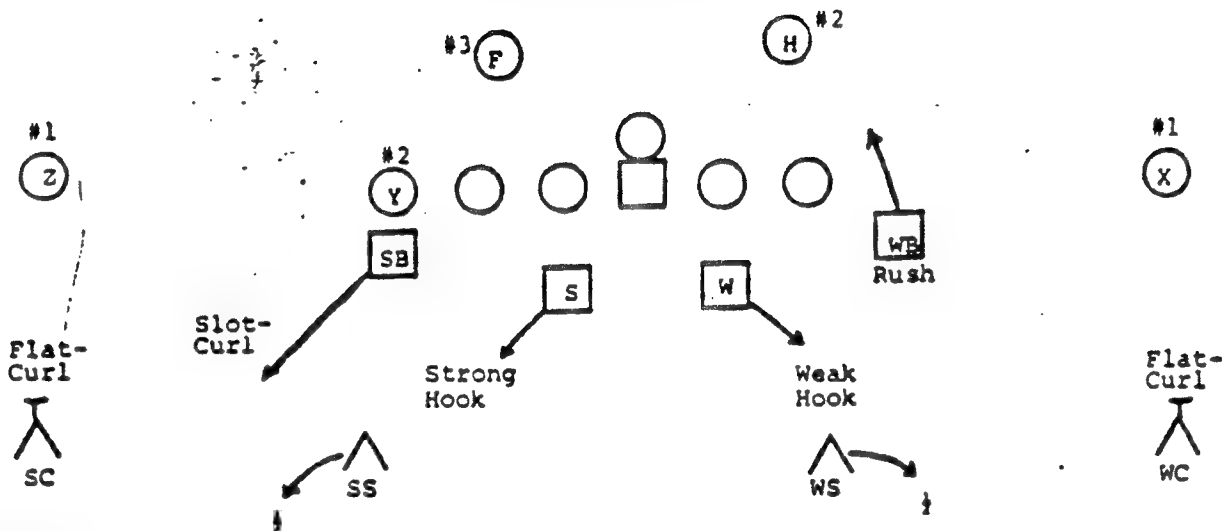 #3 F
H #2
#1
Z
#2
Y
#1
X
SB
S
W
WB
Rush
Slot-
Curl
Flat-
Curl
Strong
Hook
Weak
Hook
Flat-
Curl
SC
SS
WS
WC